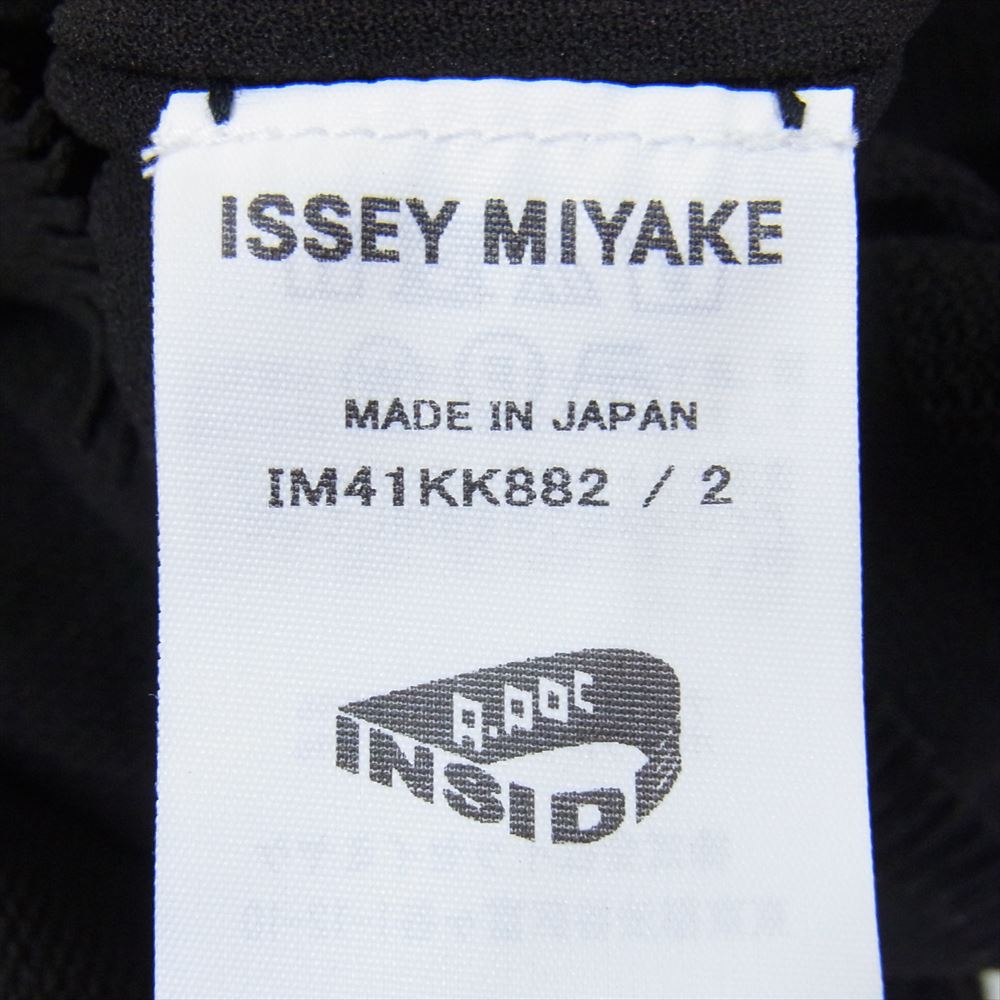 ISSEY MIYAKE
MADE IN JAPAN
IM41KK882 / 2
A.POC
INSID